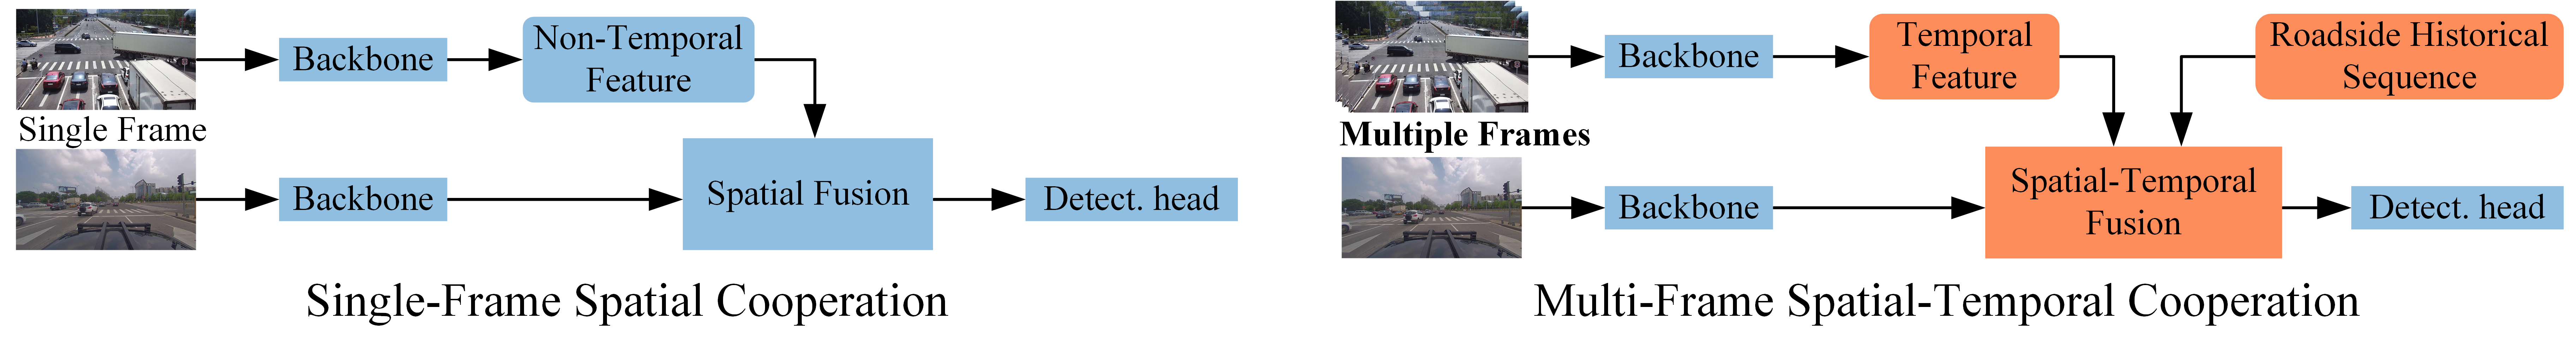 Single Frame
Backbone
Non-Temporal
Feature
Backbone
Spatial Fusion
Detect. head
Single-Frame Spatial Cooperation
Multiple Frames
Backbone
Temporal
Feature
Roadside Historical
Sequence
Backbone
Spatial-Temporal
Fusion
Detect. head
Multi-Frame Spatial-Temporal Cooperation